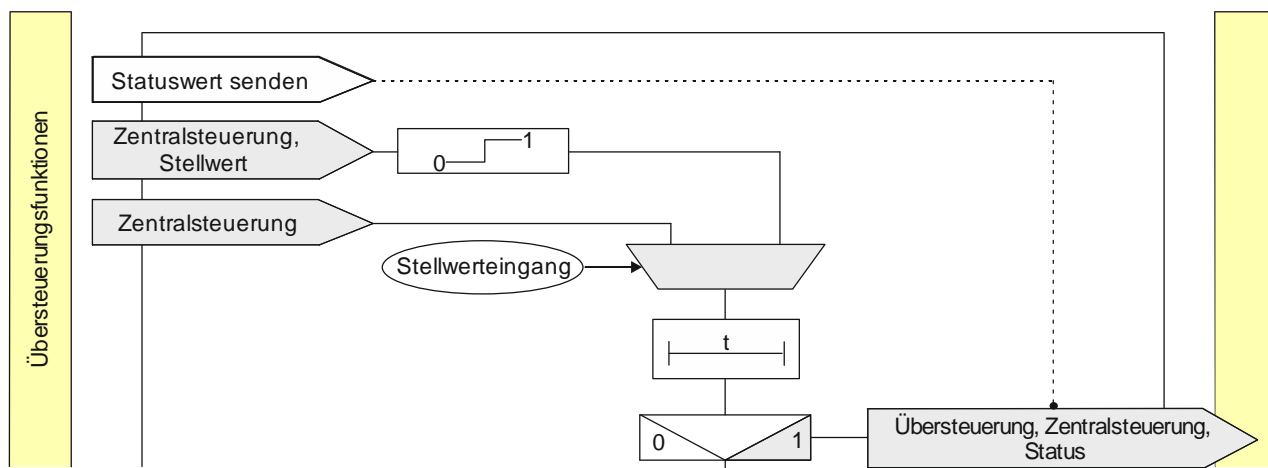 Übersteuerungsfunktionen
Statuswert senden
Zentralsteuerung,
Stellwert
0
1
Zentralsteuerung
Stellwerteingang
t
0
1
Übersteuerung, Zentralsteuerung,
Status